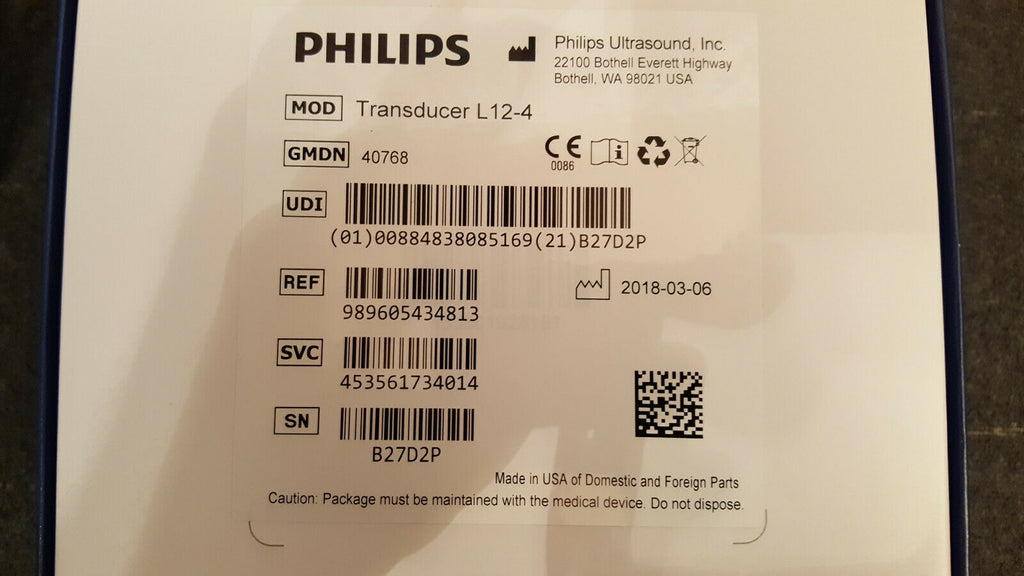 PHILIPS
Philips Ultrasound, Inc.
22100 Bothell Everett Highway
Bothell, WA 98021 USA
MOD Transducer L12-4
GMDN 40768
CE
0086
UDI
(01)00884838085169(21)B27D2P
REF
989605434813
2018-03-06
SVC
453561734014
SN
B27D2P
Made in USA of Domestic and Foreign Parts
Caution: Package must be maintained with the medical device. Do not dispose.